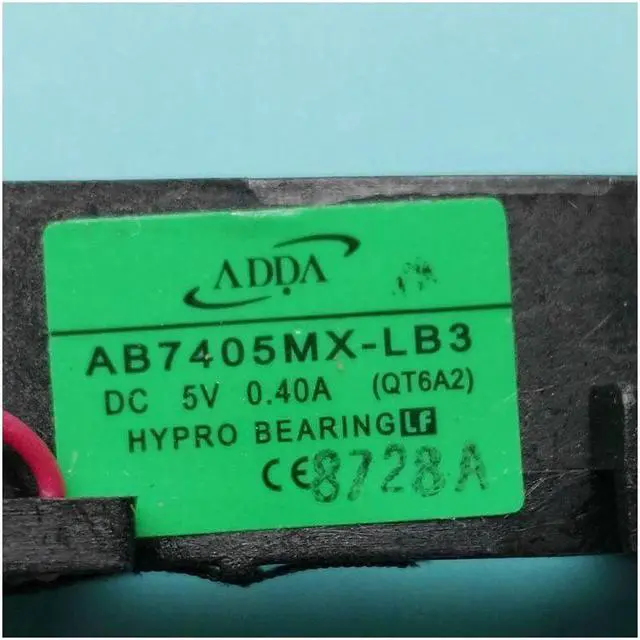 ADDA
AB7405MX-LB3
DC 5V 0.40A (QT6A2)
HYPRO BEARING LF
CE 8728A